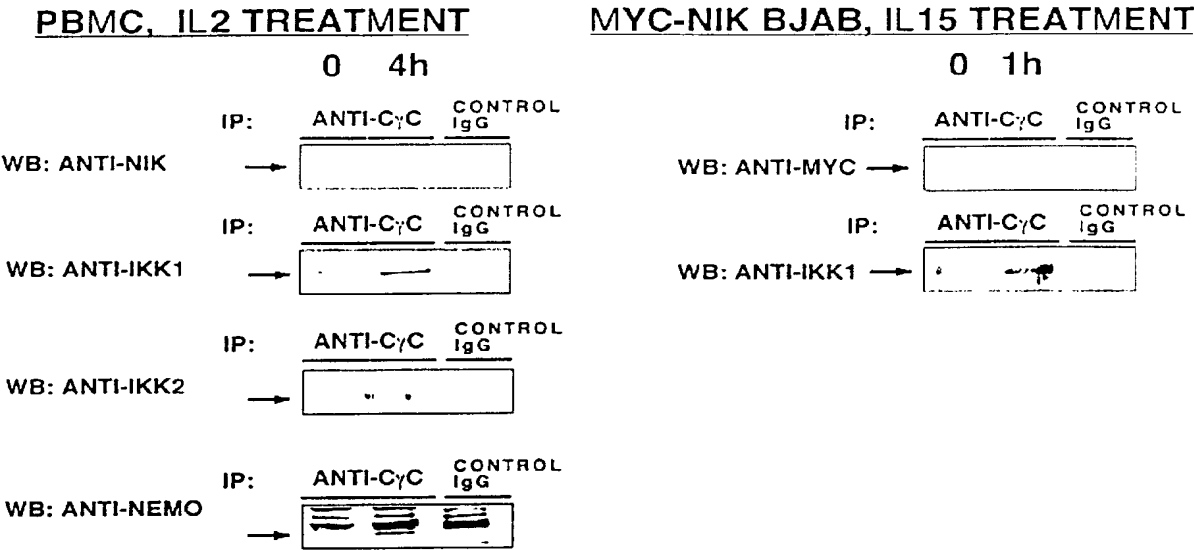 PBMC, IL2 TREATMENT
0 4h
IP: ANTI-CγC CONTROL IgG
WB: ANTI-NIK
IP: ANTI-CγC CONTROL IgG
WB: ANTI-IKK1
IP: ANTI-CγC CONTROL IgG
WB: ANTI-IKK2
IP: ANTI-CγC CONTROL IgG
WB: ANTI-NEMO
MYC-NIK BJAB, IL15 TREATMENT
0 1h
IP: ANTI-CγC CONTROL IgG
WB: ANTI-MYC
IP: ANTI-CγC CONTROL IgG
WB: ANTI-IKK1